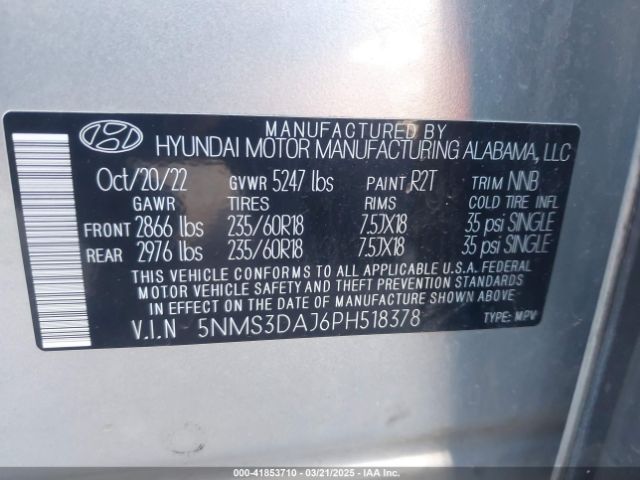 MANUFACTURED BY
HYUNDAI MOTOR MANUFACTURING ALABAMA, LLC
Oct/20/22 GVWR 5247 lbs PAINT R2T TRIM NNB
GAWR TIRES RIMS COLD TIRE INFL
FRONT 2866 lbs 235/60R18 7.5JX18 35 psi SINGLE
REAR 2976 lbs 235/60R18 7.5JX18 35 psi SINGLE
THIS VEHICLE CONFORMS TO ALL APPLICABLE U.S.A. FEDERAL
MOTOR VEHICLE SAFETY AND THEFT PREVENTION STANDARDS
IN EFFECT ON THE DATE OF MANUFACTURE SHOWN ABOVE.
V.I.N 5NMS3DAJ6PH518378 TYPE: MPV
000-41853710 - 03/21/2025 - IAA Inc.